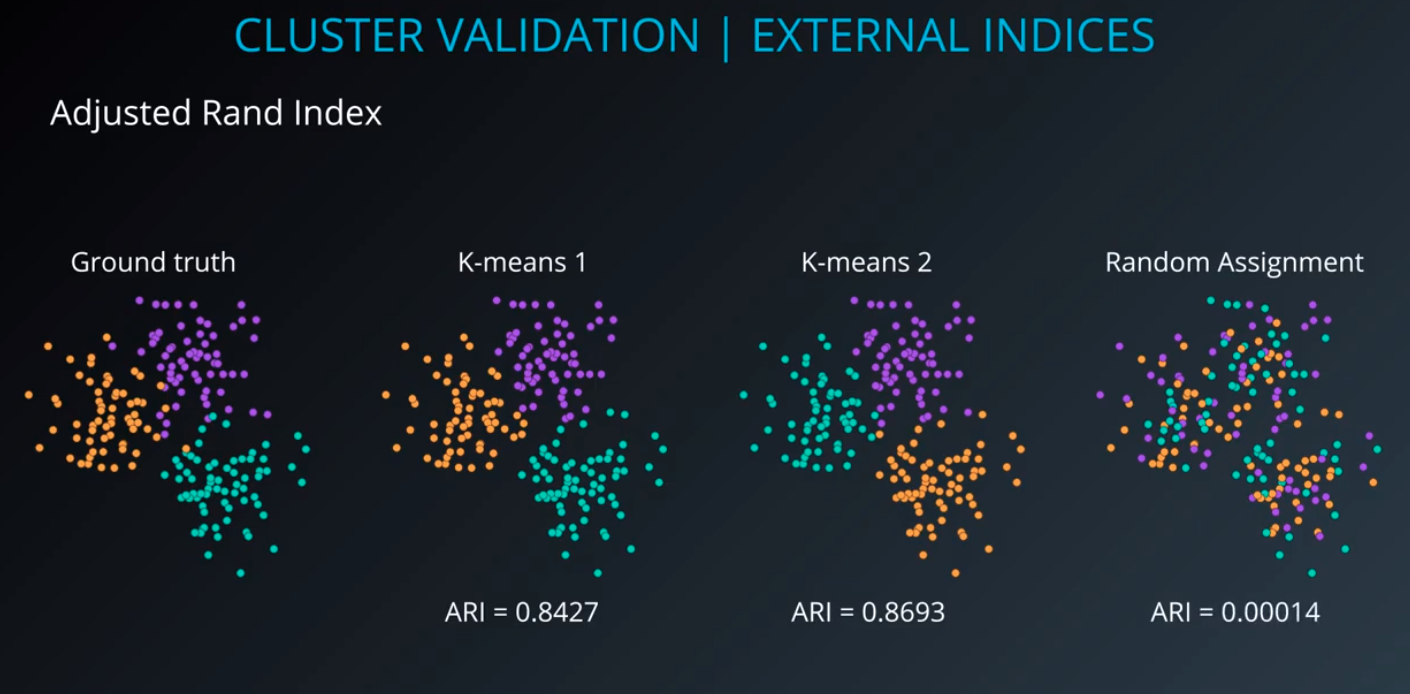 CLUSTER VALIDATION | EXTERNAL INDICES
Adjusted Rand Index
Ground truth
K-means 1
K-means 2
Random Assignment
ARI = 0.8427
ARI = 0.8693
ARI = 0.00014